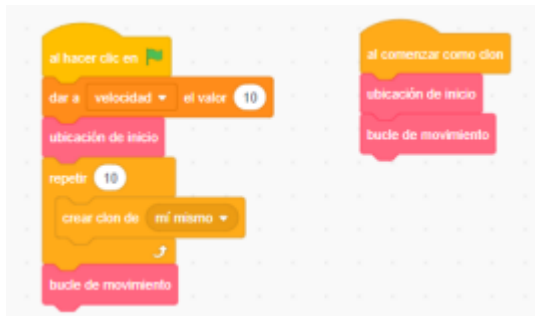 al hacer clic en
dar a velocidad el valor 10
ubicación de inicio
repetir 10
crear clon de mí mismo
bucle de movimiento
al comenzar como clon
ubicación de inicio
bucle de movimiento